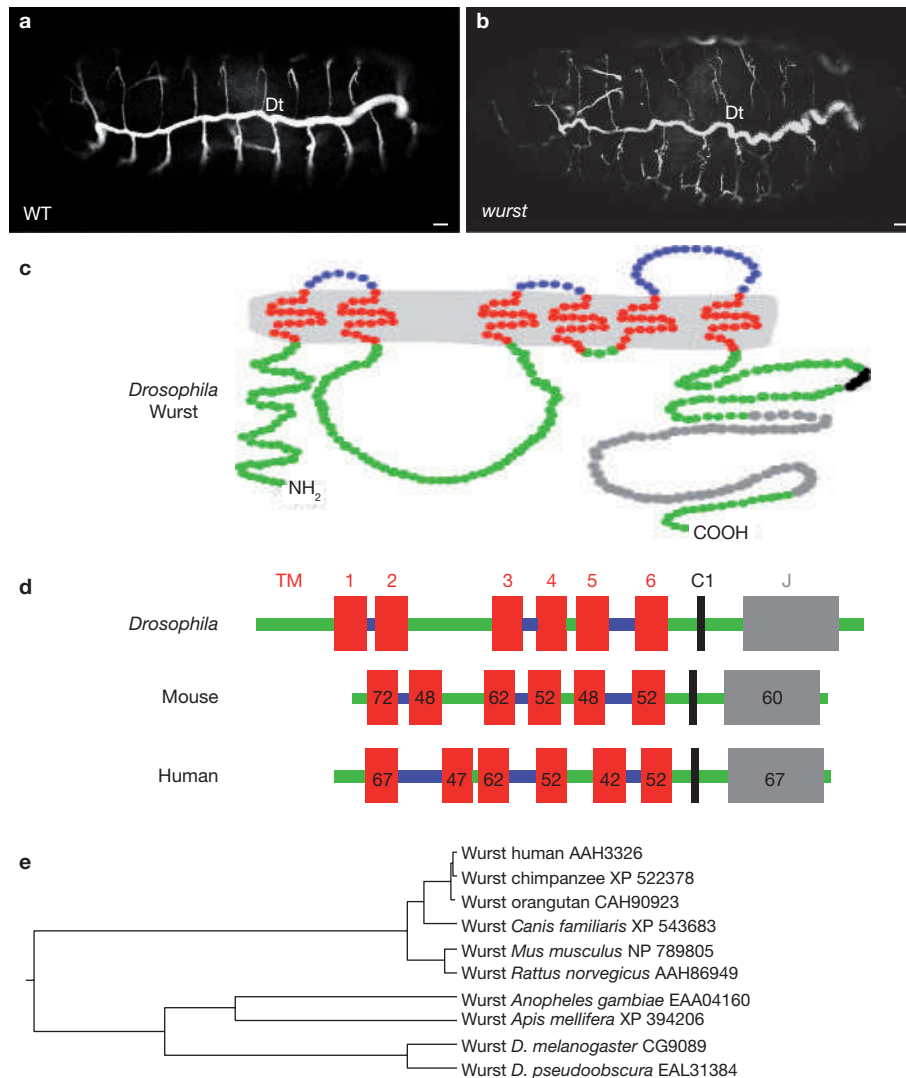 a
b
Dt
Dt
WT
wurst
c
Drosophila
Wurst
NH2
COOH
d
TM 1 2 3 4 5 6 C1 J
Drosophila
Mouse 72 48 62 52 48 52 60
Human 67 47 62 52 42 52 67
e
Wurst human AAH3326
Wurst chimpanzee XP 522378
Wurst orangutan CAH90923
Wurst Canis familiaris XP 543683
Wurst Mus musculus NP 789805
Wurst Rattus norvegicus AAH86949
Wurst Anopheles gambiae EAA04160
Wurst Apis mellifera XP 394206
Wurst D. melanogaster CG9089
Wurst D. pseudoobscura EAL31384